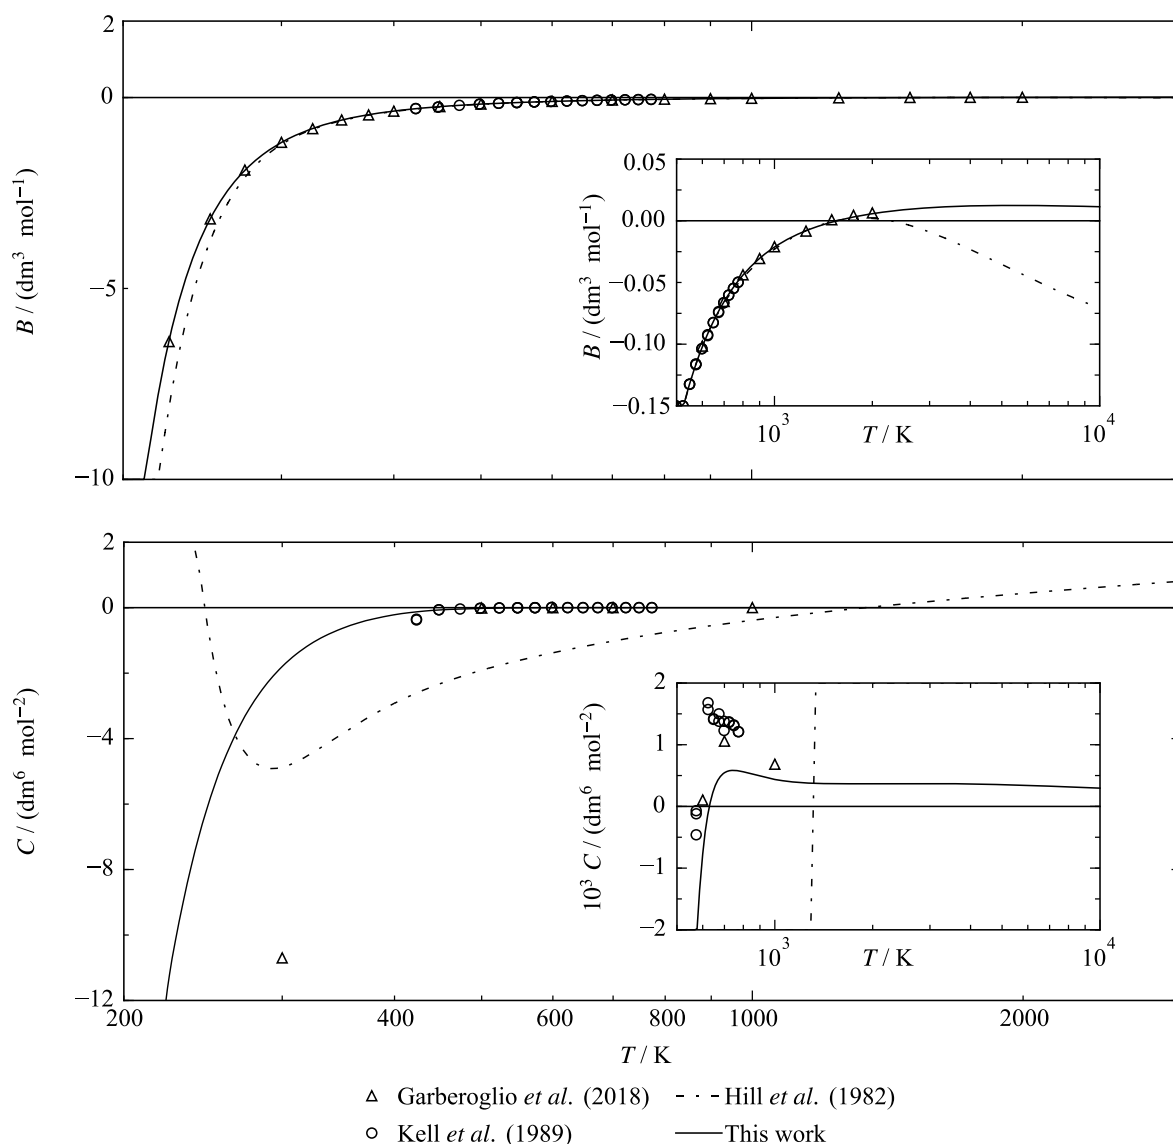 2
0
−5
−10
B / (dm³ mol⁻¹)
0.05
0.00
−0.05
−0.10
−0.15
B / (dm³ mol⁻¹)
10³ T / K 10⁴
2
0
−4
−8
−12
C / (dm⁶ mol⁻²)
2
1
0
−1
−2
10³ C / (dm⁶ mol⁻²)
10³ T / K 10⁴
200 400 600 800 1000 2000
T / K
Garberoglio et al. (2018) Hill et al. (1982)
Kell et al. (1989) This work